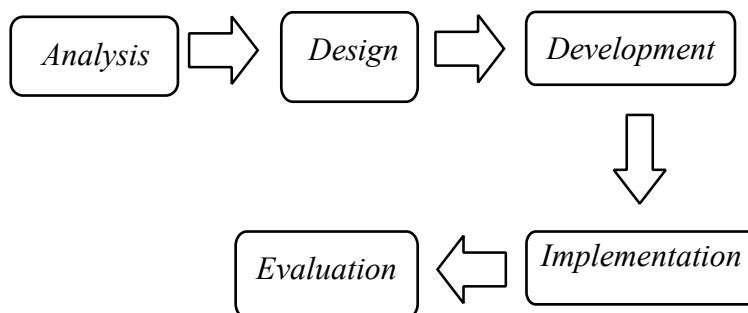 Analysis
Design
Development
Implementation
Evaluation